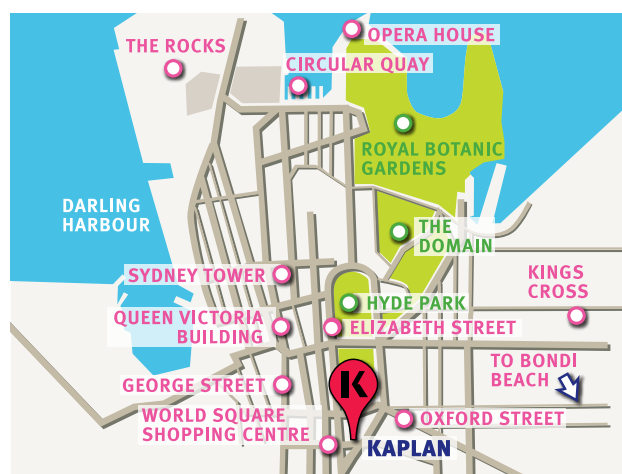 OPERA HOUSE
THE ROCKS
CIRCULAR QUAY
ROYAL BOTANIC
GARDENS
DARLING
HARBOUR
THE
DOMAIN
SYDNEY TOWER
KINGS
CROSS
HYDE PARK
QUEEN VICTORIA
BUILDING
ELIZABETH STREET
TO BONDI
BEACH
GEORGE STREET
K
WORLD SQUARE
SHOPPING CENTRE
OXFORD STREET
KAPLAN